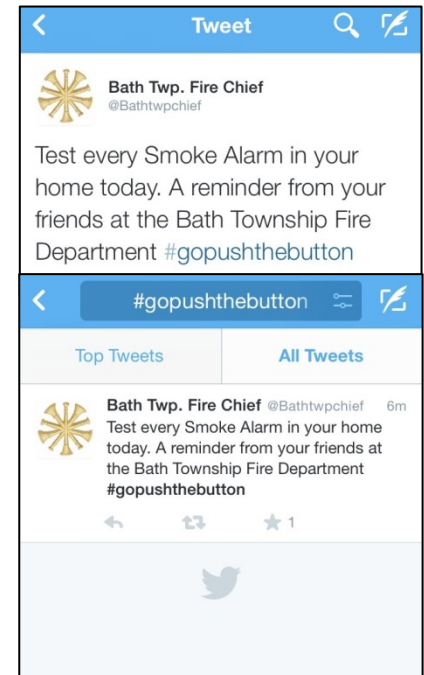 Tweet
Bath Twp. Fire Chief
@Bathtwpchief
Test every Smoke Alarm in your
home today. A reminder from your
friends at the Bath Township Fire
Department #gopushthebutton
#gopushthebutton
Top Tweets All Tweets
Bath Twp. Fire Chief @Bathtwpchief 6m
Test every Smoke Alarm in your home
today. A reminder from your friends at
the Bath Township Fire Department
#gopushthebutton
1